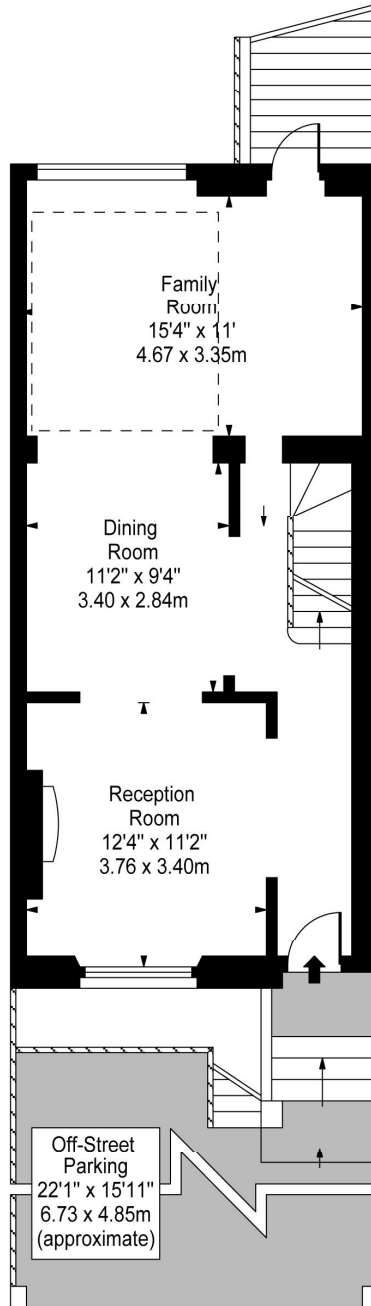 Family
Room
15'4" x 11'
4.67 x 3.35m
Dining
Room
11'2" x 9'4"
3.40 x 2.84m
Reception
Room
12'4" x 11'2"
3.76 x 3.40m
Off-Street
Parking
22'1" x 15'11"
6.73 x 4.85m
(approximate)